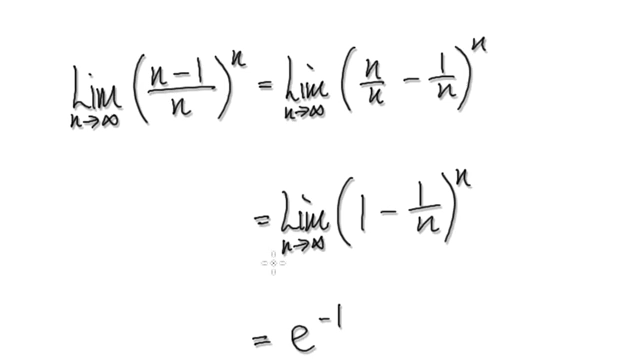 Lim n→∞ ((n−1)/n)^n = Lim n→∞ (n/n − 1/n)^n
= Lim n→∞ (1 − 1/n)^n
= e^−1